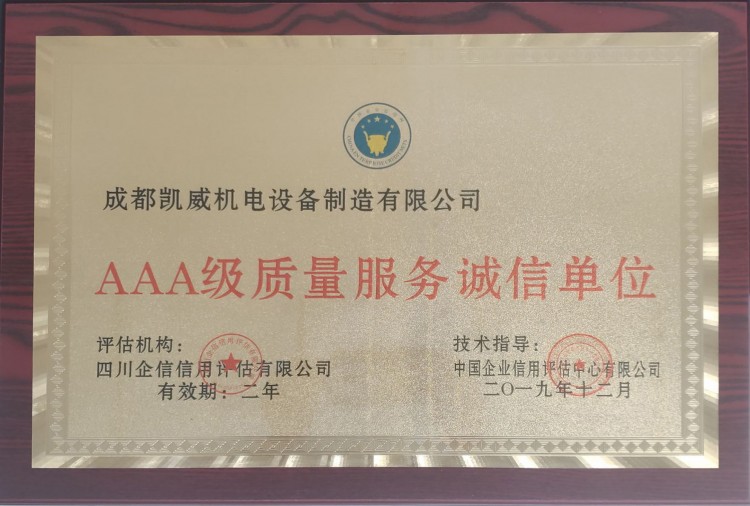 成都凯威机电设备制造有限公司
AAA级质量服务诚信单位
评估机构：
四川企信信用评估有限公司
有效期：二年
技术指导：
中国企业信用评估中心有限公司
二〇一九年十二月